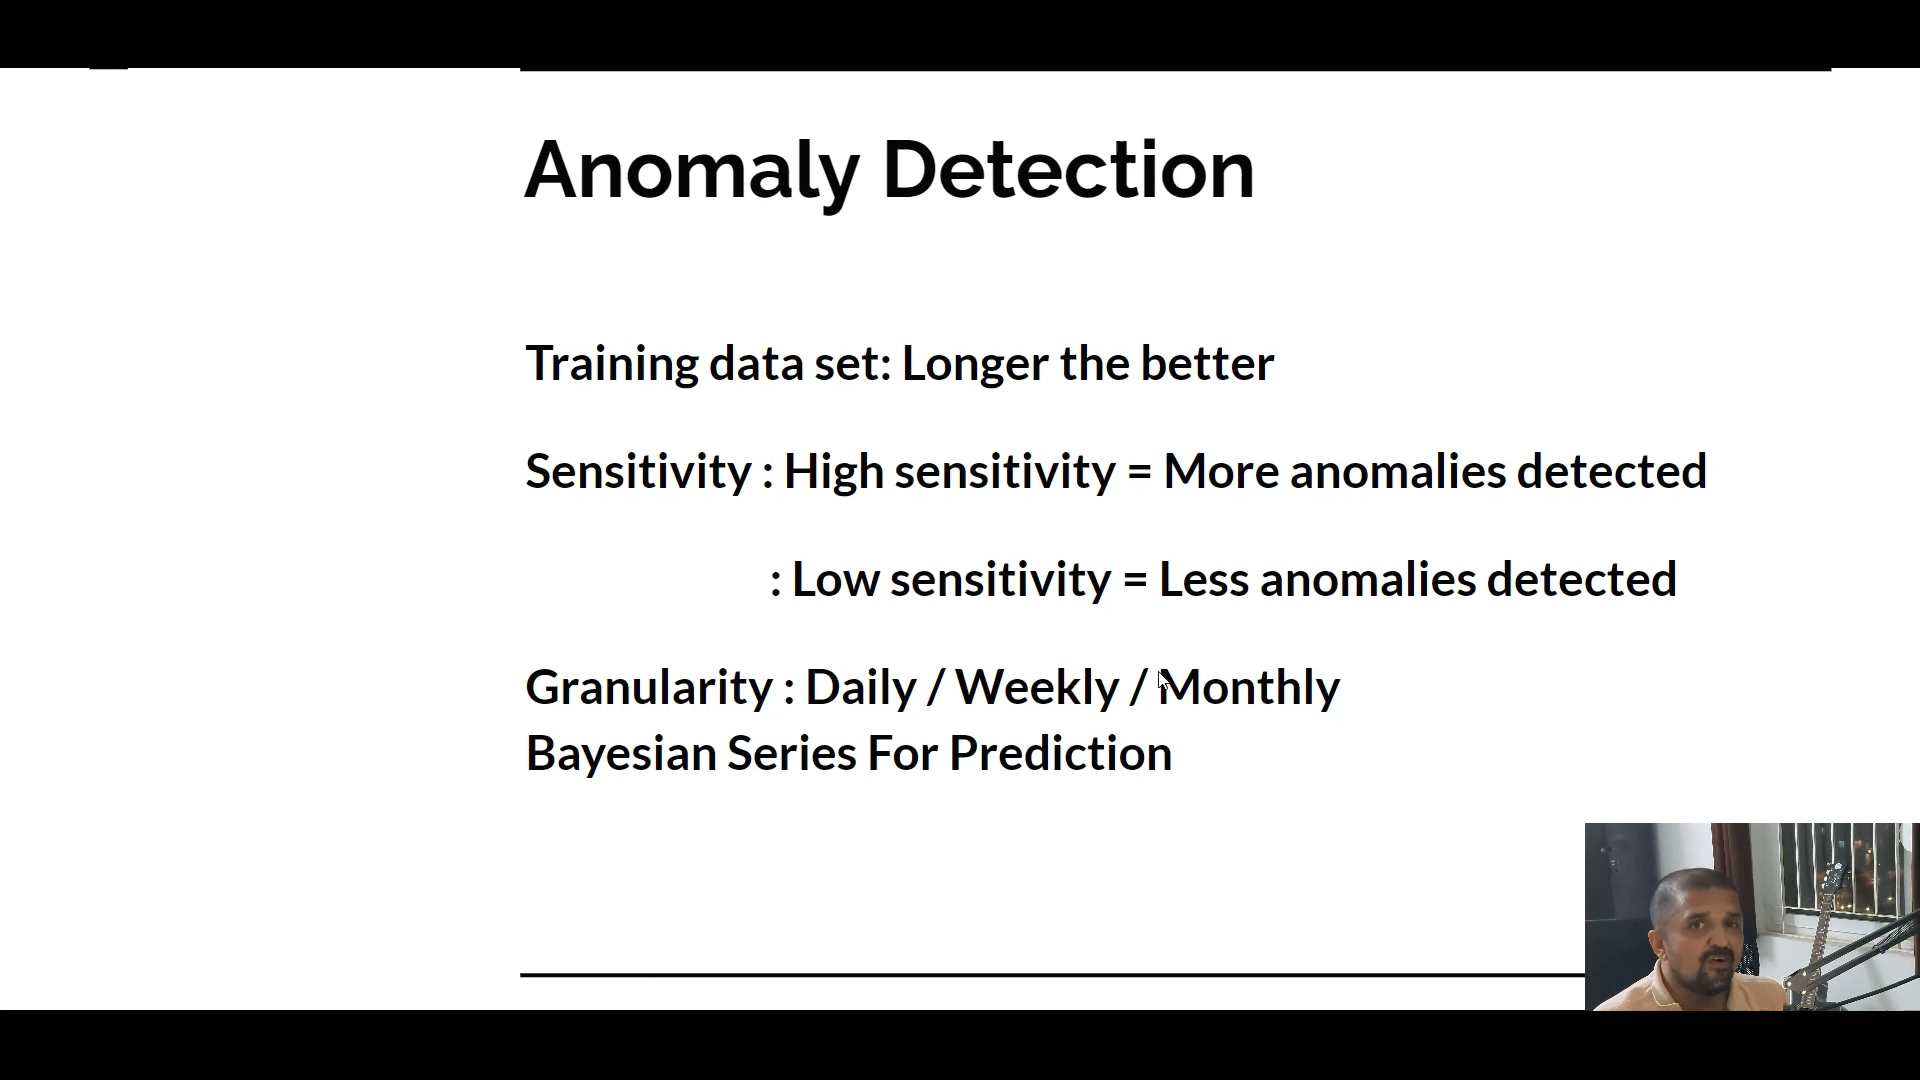 Anomaly Detection
Training data set: Longer the better
Sensitivity : High sensitivity = More anomalies detected
: Low sensitivity = Less anomalies detected
Granularity : Daily / Weekly / Monthly
Bayesian Series For Prediction